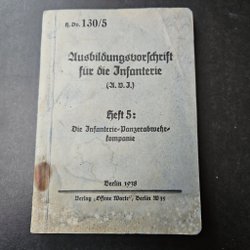 H. Dv. 130/5
Ausbildungsvorschrift
für die Infanterie
(A. V. I.)
Heft 5:
Die Infanterie-Panzerabwehr-
kompanie
Berlin 1938
Verlag „Offene Worte“, Berlin W 35